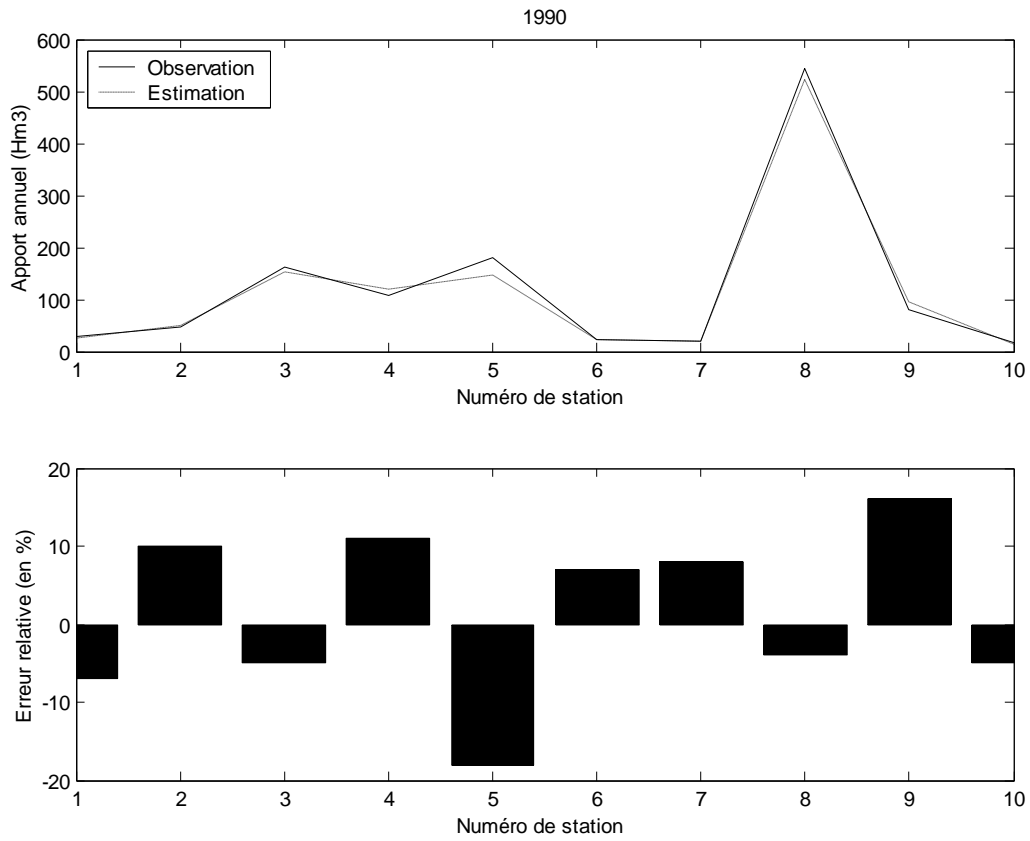 1990
600
500
400
300
200
100
0
Apport annuel (Hm3)
Observation
Estimation
1 2 3 4 5 6 7 8 9 10
Numéro de station
20
10
0
-10
-20
Erreur relative (en %)
1 2 3 4 5 6 7 8 9 10
Numéro de station